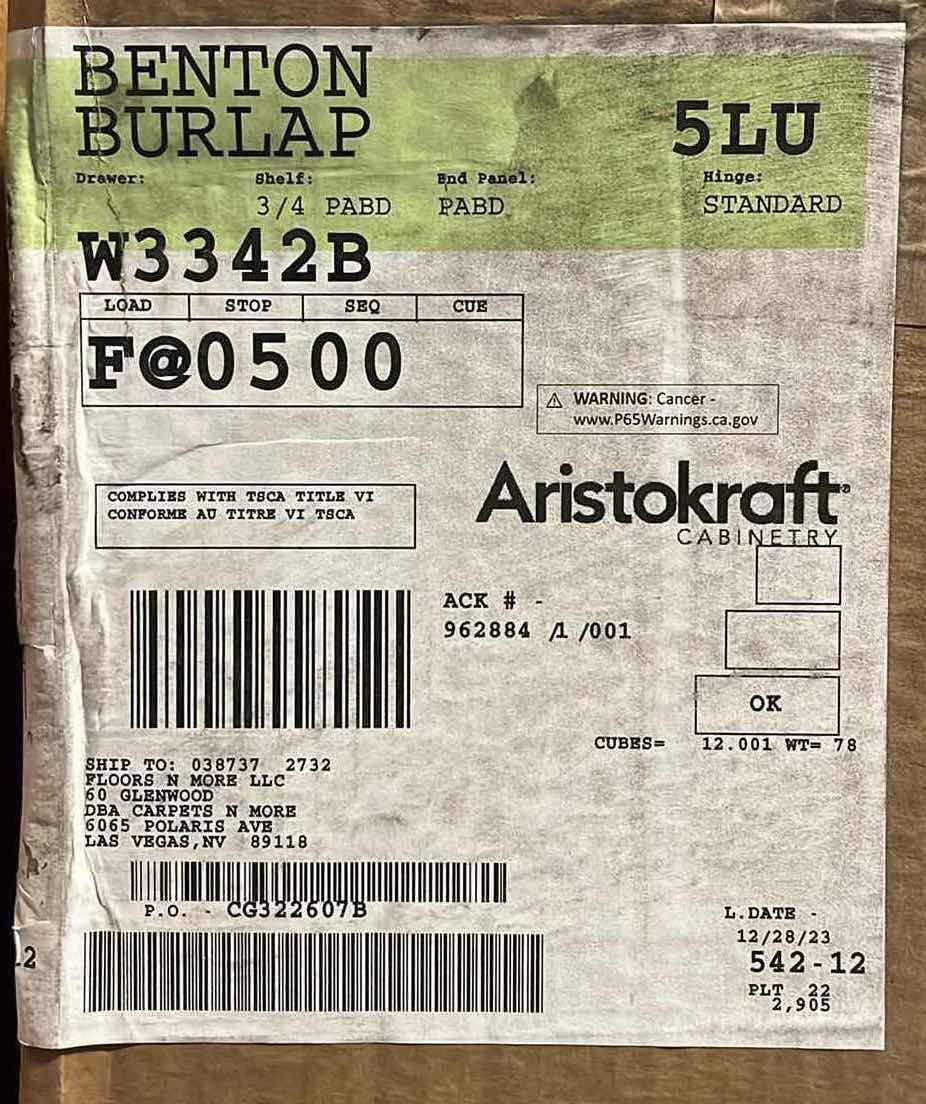 BENTON
BURLAP
5LU
Drawer: Shelf: End Panel: Hinge:
3/4 PABD PABD STANDARD
W3342B
LOAD STOP SEQ CUE
F@0500
⚠ WARNING: Cancer -
www.P65Warnings.ca.gov
COMPLIES WITH TSCA TITLE VI
CONFORME AU TITRE VI TSCA
Aristokraft®
CABINETRY
ACK # -
962884 /1 /001
OK
CUBES= 12.001 WT= 78
SHIP TO: 038737 2732
FLOORS N MORE LLC
60 GLENWOOD
DBA CARPETS N MORE
6065 POLARIS AVE
LAS VEGAS,NV 89118
P.O. - CG322607B
L.DATE -
12/28/23
542-12
PLT 22
2,905
-2